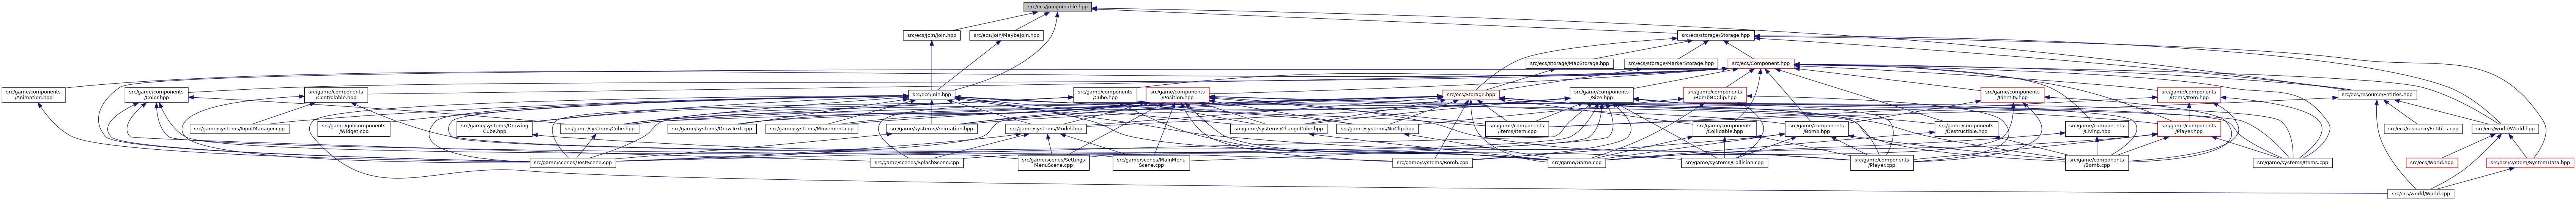 src/ecs/join/Joinable.hpp
src/ecs/join/Join.hpp
src/ecs/join/MaybeJoin.hpp
src/ecs/storage/Storage.hpp
src/ecs/storage/MapStorage.hpp
src/ecs/storage/MarkerStorage.hpp
src/ecs/Component.hpp
src/game/components
/Animation.hpp
src/game/components
/Color.hpp
src/game/components
/Controlable.hpp
src/ecs/Join.hpp
src/game/components
/Cube.hpp
src/game/components
/Position.hpp
src/ecs/Storage.hpp
src/game/components
/Size.hpp
src/game/components
/BombNoClip.hpp
src/game/components
/Identity.hpp
src/game/components
/items/Item.hpp
src/ecs/resource/Entities.hpp
src/game/systems/InputManager.cpp
src/game/gui/components
/Widget.cpp
src/game/systems/Drawing
Cube.hpp
src/game/systems/Cube.hpp
src/game/systems/DrawText.cpp
src/game/systems/Movement.cpp
src/game/systems/Animation.hpp
src/game/systems/Model.hpp
src/game/systems/ChangeCube.hpp
src/game/systems/NoClip.hpp
src/game/components
/items/Item.cpp
src/game/components
/Collidable.hpp
src/game/components
/Bomb.hpp
src/game/components
/Destructible.hpp
src/game/components
/Living.hpp
src/game/components
/Player.hpp
src/ecs/resource/Entities.cpp
src/ecs/world/World.hpp
src/game/scenes/TestScene.cpp
src/game/scenes/SplashScene.cpp
src/game/scenes/Settings
MenuScene.cpp
src/game/scenes/MainMenu
Scene.cpp
src/game/systems/Bomb.cpp
src/game/Game.cpp
src/game/systems/Collision.cpp
src/game/components
/Player.cpp
src/game/components
/Bomb.cpp
src/game/systems/Items.cpp
src/ecs/World.hpp
src/ecs/system/SystemData.hpp
src/ecs/world/World.cpp